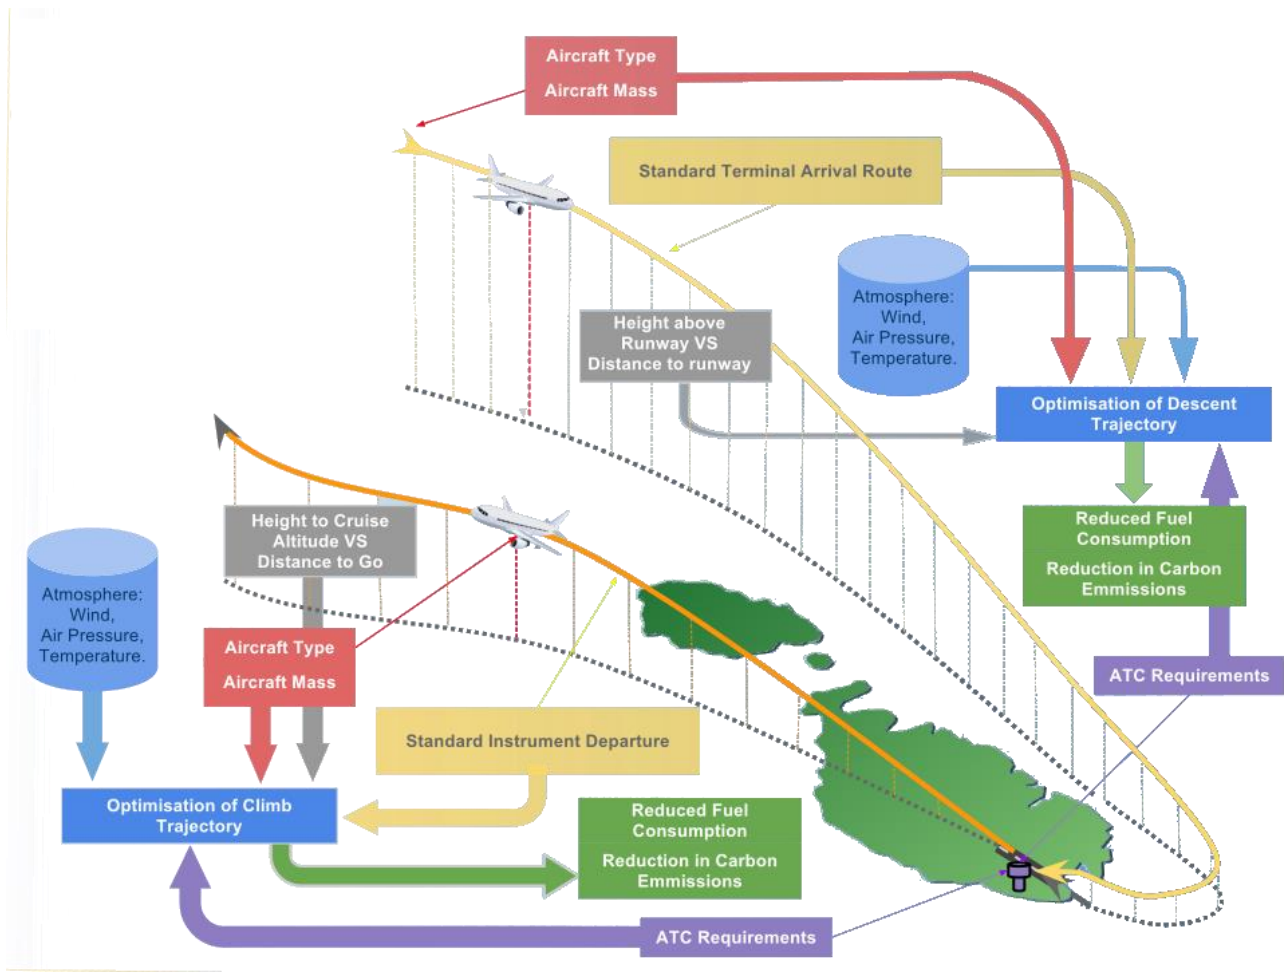 Aircraft Type
Aircraft Mass
Standard Terminal Arrival Route
Atmosphere:
Wind,
Air Pressure,
Temperature.
Height above
Runway VS
Distance to runway
Optimisation of Descent
Trajectory
Reduced Fuel
Consumption
Reduction in Carbon
Emmissions
ATC Requirements
Height to Cruise
Altitude VS
Distance to Go
Atmosphere:
Wind,
Air Pressure,
Temperature.
Aircraft Type
Aircraft Mass
Standard Instrument Departure
Optimisation of Climb
Trajectory
Reduced Fuel
Consumption
Reduction in Carbon
Emmissions
ATC Requirements